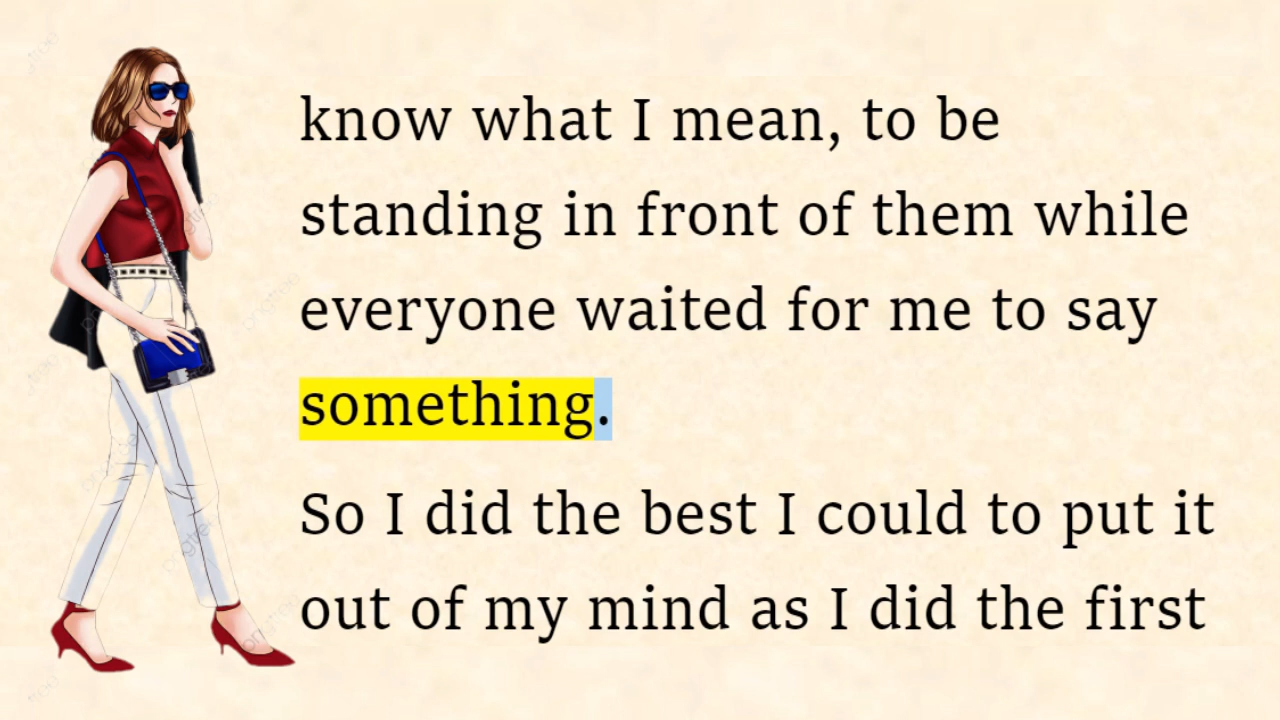 know what I mean, to be
standing in front of them while
everyone waited for me to say
something.
So I did the best I could to put it
out of my mind as I did the first